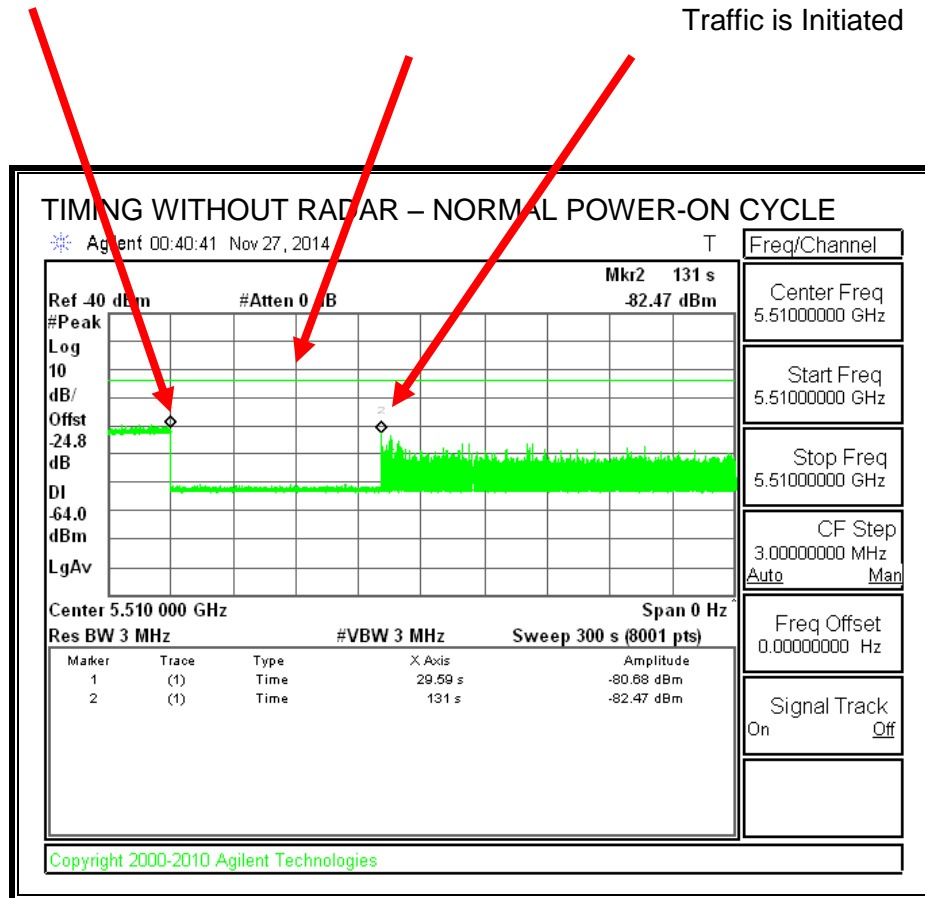 Traffic is Initiated
TIMING WITHOUT RADAR – NORMAL POWER-ON CYCLE
Agilent 00:40:41 Nov 27, 2014 T
Freq/Channel
Mkr2 131 s
Ref -40 dBm #Atten 0 dB -82.47 dBm
#Peak
Log
10
dB/
Offst
-24.8
dB
DI
-64.0
dBm
LgAv
2
Center 5.510 000 GHz Span 0 Hz
Res BW 3 MHz #VBW 3 MHz Sweep 300 s (8001 pts)
Marker Trace Type X Axis Amplitude
1 (1) Time 29.59 s -80.68 dBm
2 (1) Time 131 s -82.47 dBm
Center Freq
5.51000000 GHz
Start Freq
5.51000000 GHz
Stop Freq
5.51000000 GHz
CF Step
3.00000000 MHz
Auto Man
Freq Offset
0.00000000 Hz
Signal Track
On Off
Copyright 2000-2010 Agilent Technologies